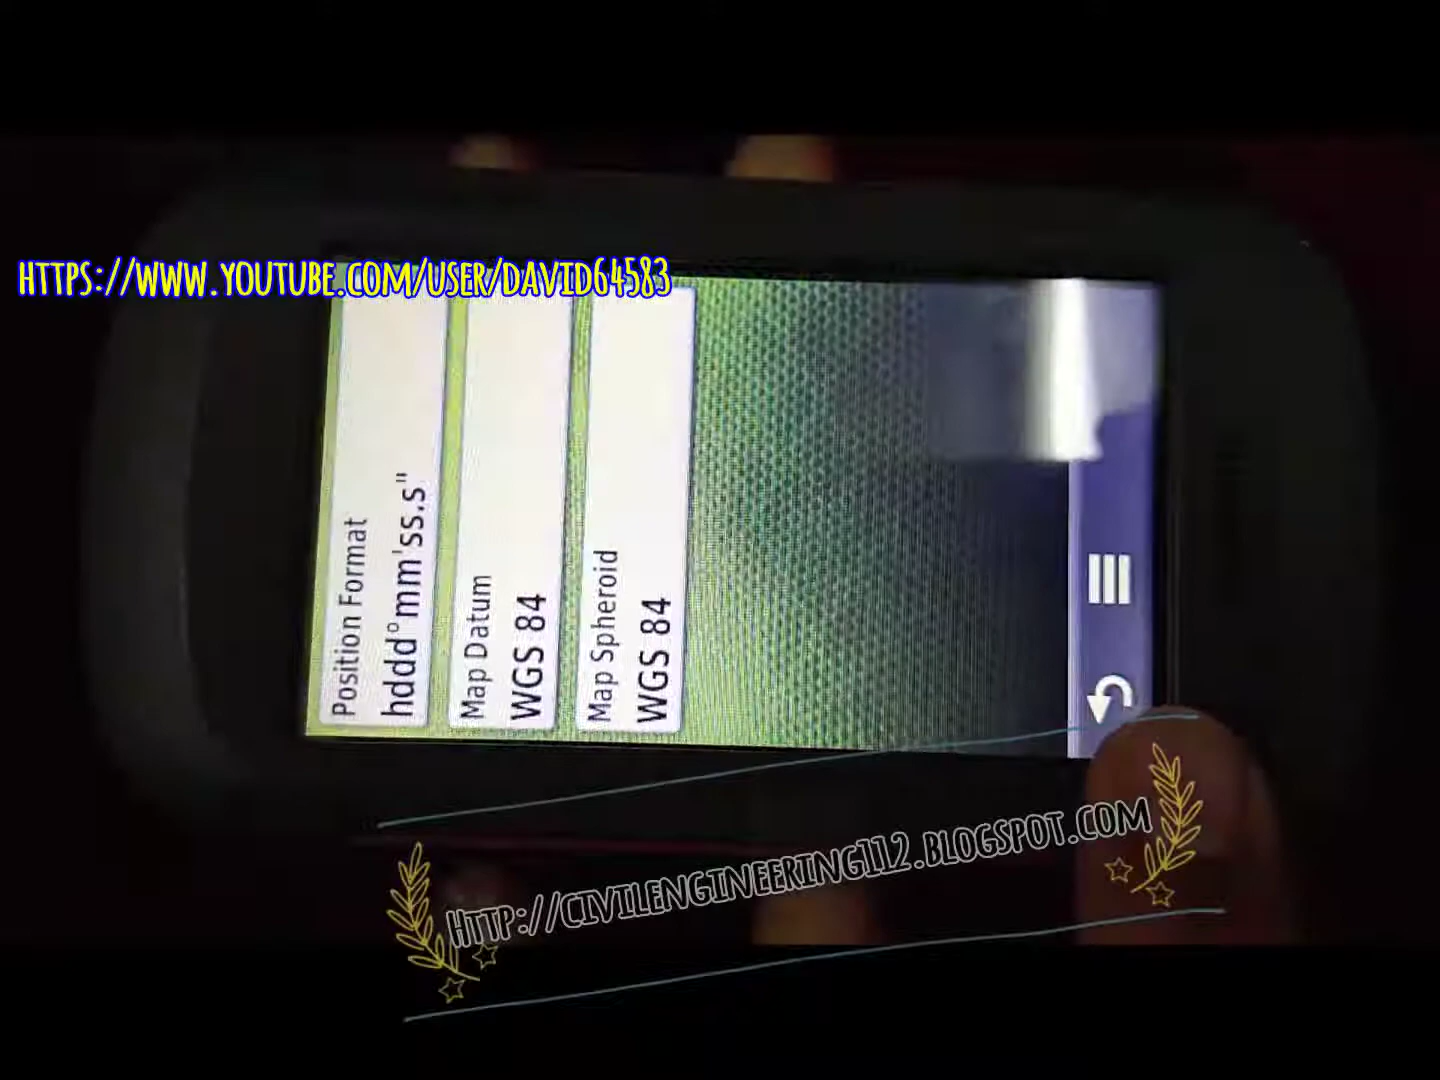 HTTPS://WWW.YOUTUBE.COM/USER/DAVID64583
Position Format
hddd°mm'ss.s"
Map Datum
WGS 84
Map Spheroid
WGS 84
HTTP://CIVILENGINEERING112.BLOGSPOT.COM